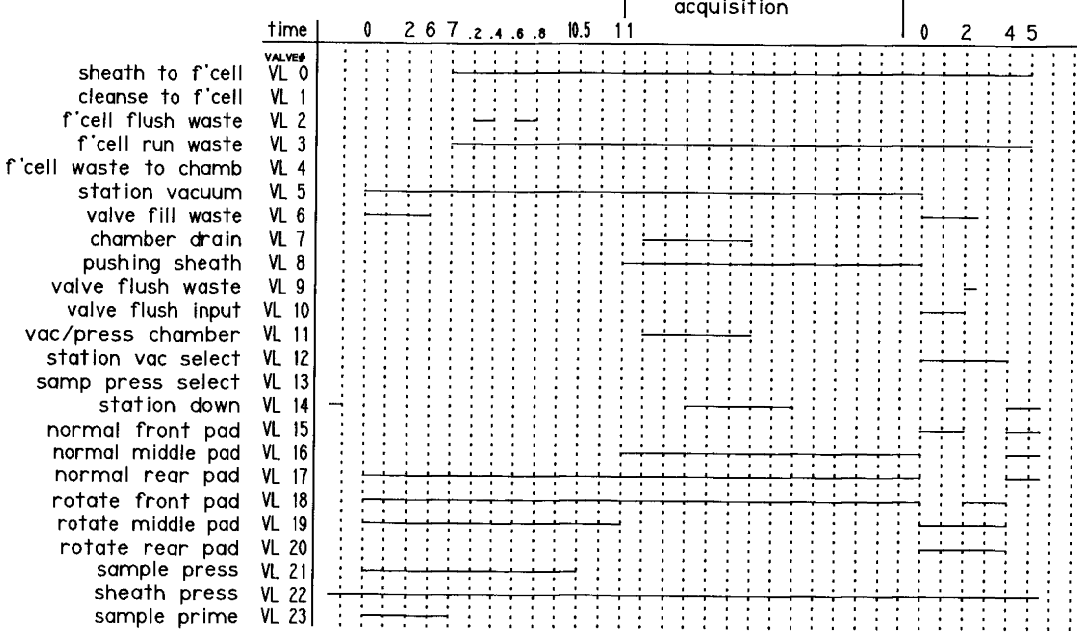 acquisition
time 0 2 6 7 .2 .4 .6 .8 10.5 11 0 2 4 5
VALVE#
sheath to f'cell VL 0
cleanse to f'cell VL 1
f'cell flush waste VL 2
f'cell run waste VL 3
f'cell waste to chamb VL 4
station vacuum VL 5
valve fill waste VL 6
chamber drain VL 7
pushing sheath VL 8
valve flush waste VL 9
valve flush input VL 10
vac/press chamber VL 11
station vac select VL 12
samp press select VL 13
station down VL 14
normal front pad VL 15
normal middle pad VL 16
normal rear pad VL 17
rotate front pad VL 18
rotate middle pad VL 19
rotate rear pad VL 20
sample press VL 21
sheath press VL 22
sample prime VL 23